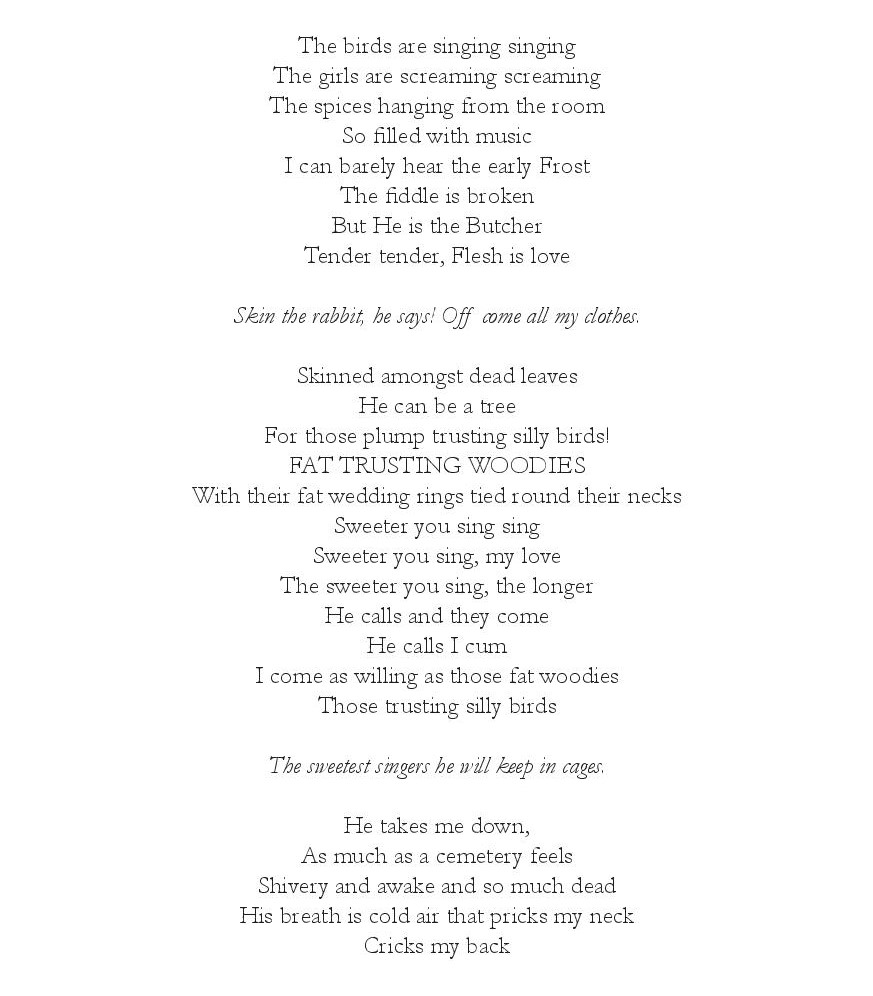 The birds are singing singing
The girls are screaming screaming
The spices hanging from the room
So filled with music
I can barely hear the early Frost
The fiddle is broken
But He is the Butcher
Tender tender, Flesh is love
Skin the rabbit, he says! Off come all my clothes.
Skinned amongst dead leaves
He can be a tree
For those plump trusting silly birds!
FAT TRUSTING WOODIES
With their fat wedding rings tied round their necks
Sweeter you sing sing
Sweeter you sing, my love
The sweeter you sing, the longer
He calls and they come
He calls I cum
I come as willing as those fat woodies
Those trusting silly birds
The sweetest singers he will keep in cages.
He takes me down,
As much as a cemetery feels
Shivery and awake and so much dead
His breath is cold air that pricks my neck
Cricks my back